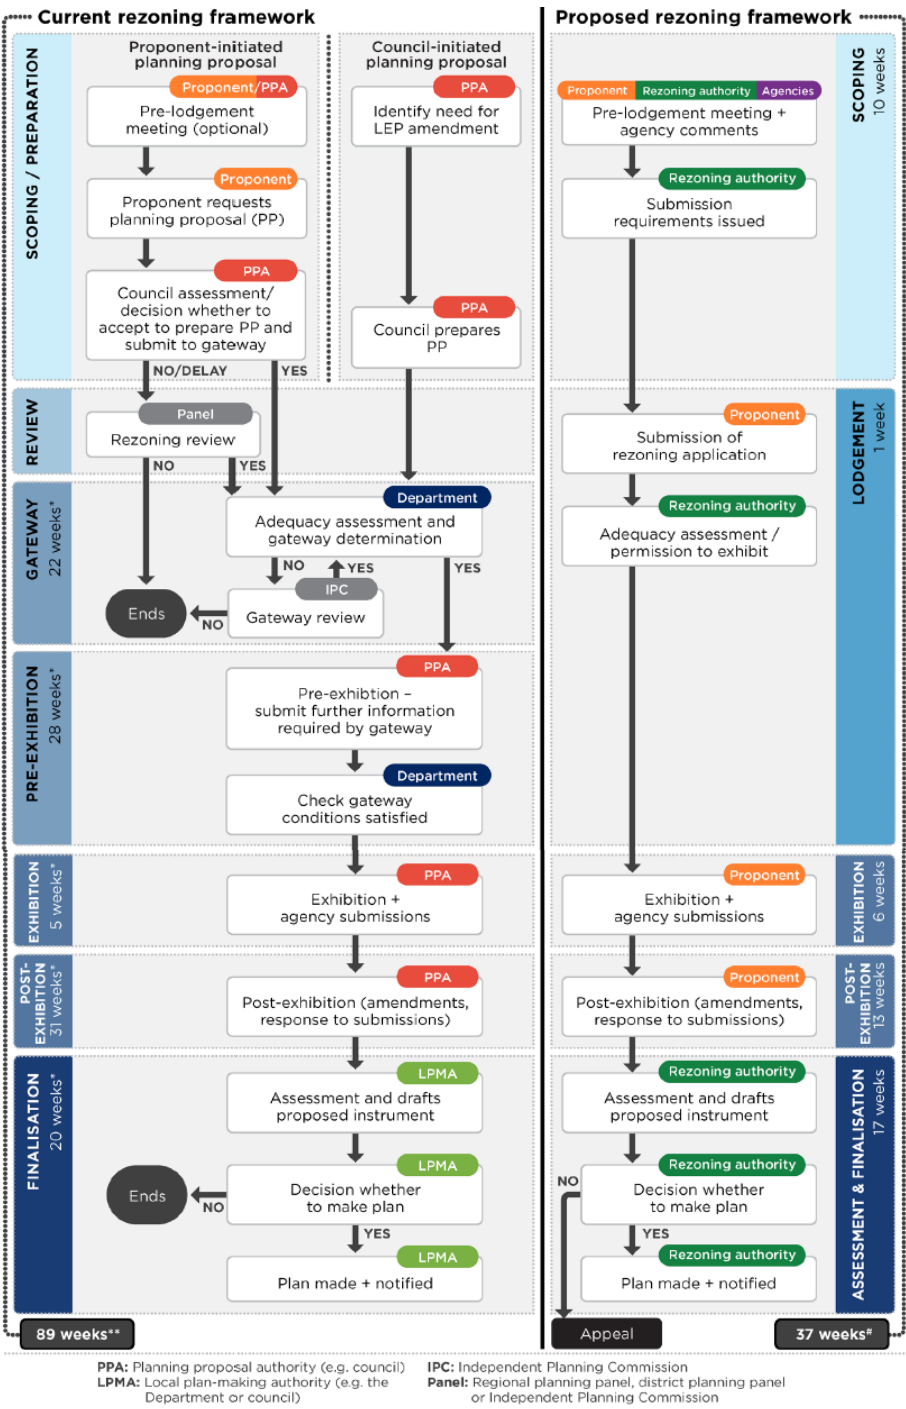 Current rezoning framework
Proposed rezoning framework
SCOPING / PREPARATION
Proponent-initiated
planning proposal
Proponent/PPA
Pre-lodgement
meeting (optional)
Proponent
Proponent requests
planning proposal (PP)
PPA
Council assessment/
decision whether to
accept to prepare PP and
submit to gateway
NO/DELAY
YES
Council-initiated
planning proposal
PPA
Identify need for
LEP amendment
PPA
Council prepares
PP
REVIEW
Panel
Rezoning review
NO
YES
GATEWAY
22 weeks*
Department
Adequacy assessment and
gateway determination
NO
YES
YES
IPC
Gateway review
NO
Ends
PRE-EXHIBITION
28 weeks*
PPA
Pre-exhibtion –
submit further information
required by gateway
Department
Check gateway
conditions satisfied
EXHIBITION
5 weeks*
PPA
Exhibition +
agency submissions
POST-
EXHIBITION
31 weeks*
PPA
Post-exhibition (amendments,
response to submissions)
FINALISATION
20 weeks*
LPMA
Assessment and drafts
proposed instrument
LPMA
Decision whether
to make plan
NO
Ends
YES
LPMA
Plan made + notified
89 weeks**
SCOPING
10 weeks
Proponent Rezoning authority Agencies
Pre-lodgement meeting +
agency comments
Rezoning authority
Submission
requirements issued
LODGEMENT
1 week
Proponent
Submission of
rezoning application
Rezoning authority
Adequacy assessment /
permission to exhibit
EXHIBITION
6 weeks
Proponent
Exhibition +
agency submissions
POST-
EXHIBITION
13 weeks
Proponent
Post-exhibition (amendments,
response to submissions)
ASSESSMENT & FINALISATION
17 weeks
Rezoning authority
Assessment and drafts
proposed instrument
Rezoning authority
Decision whether
to make plan
NO
YES
Rezoning authority
Plan made + notified
Appeal
37 weeks#
PPA: Planning proposal authority (e.g. council)
LPMA: Local plan-making authority (e.g. the
Department or council)
IPC: Independent Planning Commission
Panel: Regional planning panel, district planning panel
or Independent Planning Commission